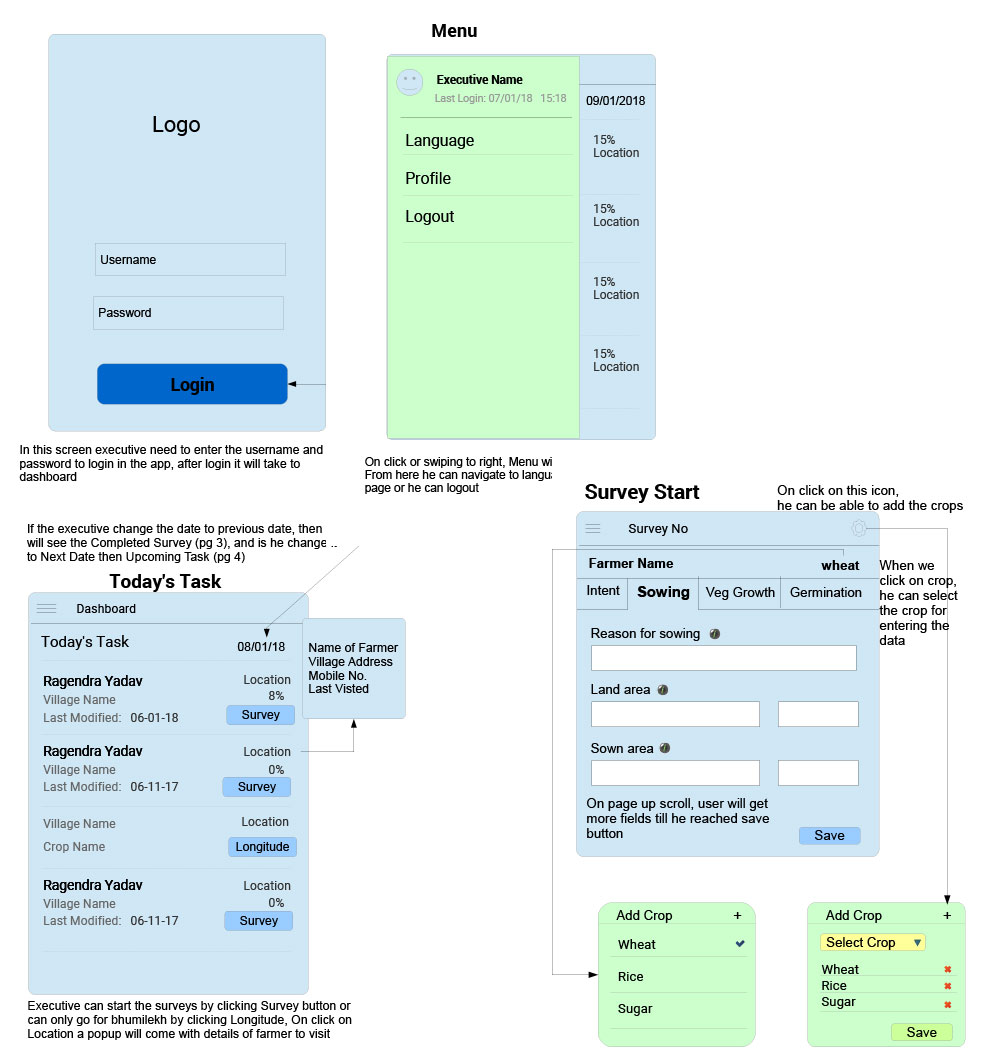 Logo
Username
Password
Login
In this screen executive need to enter the username and
password to login in the app, after login it will take to
dashboard
Menu
Executive Name
Last Login: 07/01/18 15:18
Language
Profile
Logout
09/01/2018
15%
Location
15%
Location
15%
Location
15%
Location
On click or swiping to right, Menu wi
From here he can navigate to langua
page or he can logout
If the executive change the date to previous date, then
will see the Completed Survey (pg 3), and is he change ..
to Next Date then Upcoming Task (pg 4)
Today's Task
Dashboard
Today's Task
08/01/18
Ragendra Yadav
Location
Village Name
8%
Last Modified: 06-01-18
Survey
Ragendra Yadav
Location
Village Name
0%
Last Modified: 06-11-17
Survey
Village Name
Location
Crop Name
Longitude
Ragendra Yadav
Location
Village Name
0%
Last Modified: 06-11-17
Survey
Name of Farmer
Village Address
Mobile No.
Last Visted
Executive can start the surveys by clicking Survey button or
can only go for bhumilekh by clicking Longitude, On click on
Location a popup will come with details of farmer to visit
Survey Start
On click on this icon,
he can be able to add the crops
Survey No
Farmer Name
wheat
Intent
Sowing
Veg Growth
Germination
Reason for sowing
Land area
Sown area
On page up scroll, user will get
more fields till he reached save
button
Save
When we
click on crop,
he can select
the crop for
entering the
data
Add Crop +
Wheat
Rice
Sugar
Add Crop +
Select Crop
Wheat
Rice
Sugar
Save